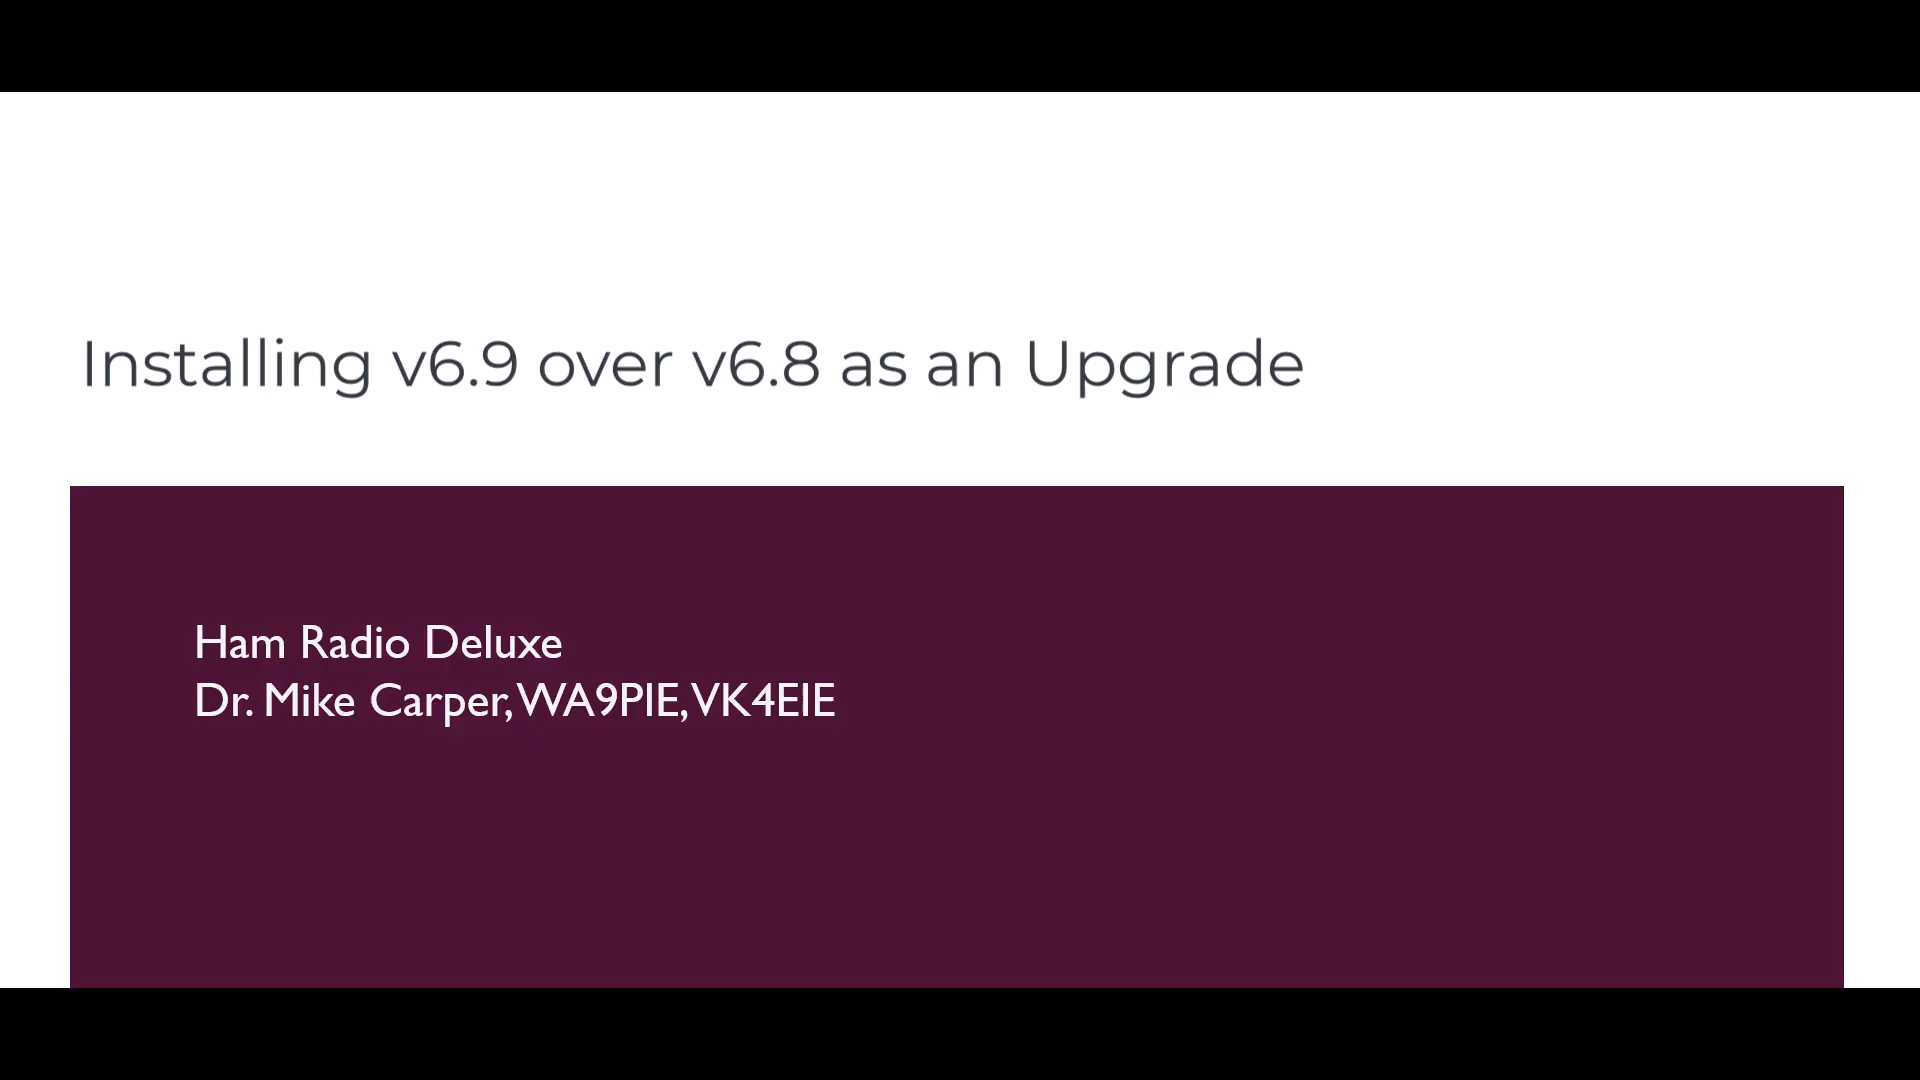 Installing v6.9 over v6.8 as an Upgrade
Ham Radio Deluxe
Dr. Mike Carper, WA9PIE, VK4EIE